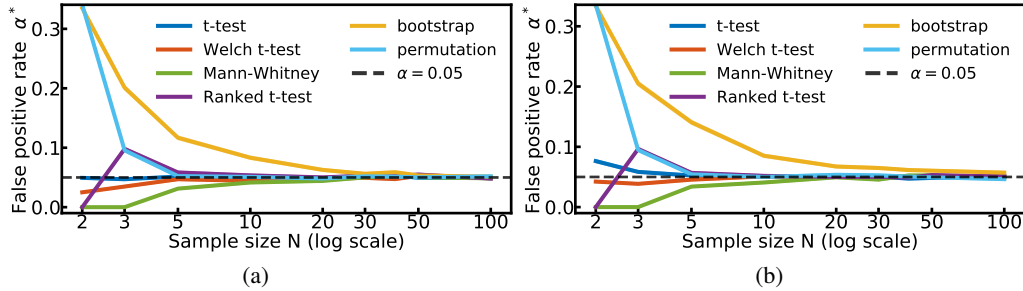 False positive rate α*
0.3
0.2
0.1
0.0
t-test
Welch t-test
Mann-Whitney
Ranked t-test
bootstrap
permutation
α = 0.05
2 3 5 10 20 30 50 100
Sample size N (log scale)
(a)
False positive rate α*
0.3
0.2
0.1
0.0
t-test
Welch t-test
Mann-Whitney
Ranked t-test
bootstrap
permutation
α = 0.05
2 3 5 10 20 30 50 100
Sample size N (log scale)
(b)